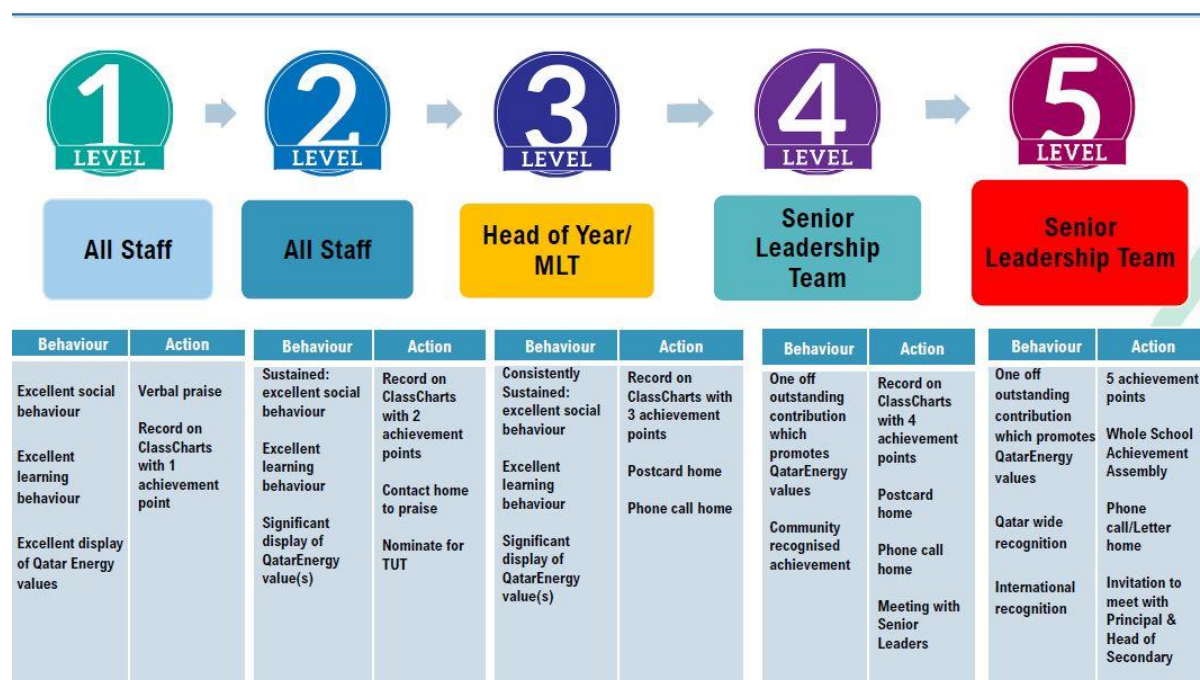 1
LEVEL
2
LEVEL
3
LEVEL
4
LEVEL
5
LEVEL
All Staff
All Staff
Head of Year/
MLT
Senior
Leadership
Team
Senior
Leadership Team
Behaviour
Action
Excellent social
behaviour
Excellent
learning
behaviour
Excellent display
of Qatar Energy
values
Verbal praise
Record on
ClassCharts
with 1
achievement
point
Behaviour
Action
Sustained:
excellent social
behaviour
Excellent
learning
behaviour
Significant
display of
QatarEnergy
value(s)
Record on
ClassCharts
with 2
achievement
points
Contact home
to praise
Nominate for
TUT
Behaviour
Action
Consistently
Sustained:
excellent social
behaviour
Excellent
learning
behaviour
Significant
display of
QatarEnergy
value(s)
Record on
ClassCharts with
3 achievement
points
Postcard home
Phone call home
Behaviour
Action
One off
outstanding
contribution
which
promotes
QatarEnergy
values
Community
recognised
achievement
Record on
ClassCharts
with 4
achievement
points
Postcard
home
Phone call
home
Meeting with
Senior
Leaders
Behaviour
Action
One off
outstanding
contribution
which promotes
QatarEnergy
values
Qatar wide
recognition
International
recognition
5 achievement
points
Whole School
Achievement
Assembly
Phone
call/Letter
home
Invitation to
meet with
Principal &
Head of
Secondary